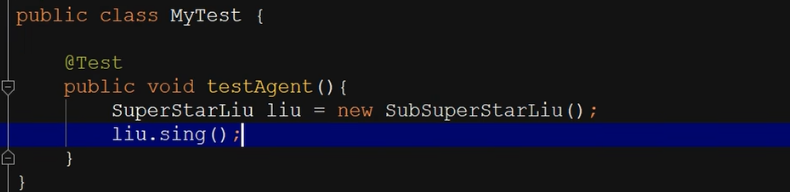 public class MyTest {
@Test
public void testAgent(){
SuperStarLiu liu = new SubSuperStarLiu();
liu.sing();
}
}